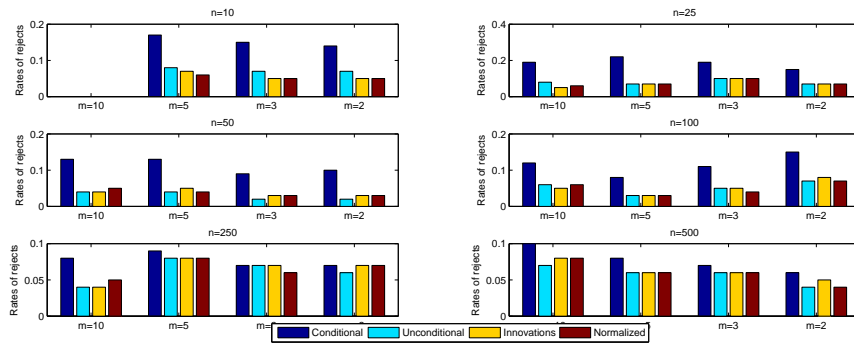 n=10
0.2
0.1
0
Rates of rejects
m=10 m=5 m=3 m=2
n=25
0.4
0.2
0
Rates of rejects
m=10 m=5 m=3 m=2
n=50
0.2
0.1
0
Rates of rejects
m=10 m=5 m=3 m=2
n=100
0.2
0.1
0
Rates of rejects
m=10 m=5 m=3 m=2
n=250
0.1
0.05
0
Rates of rejects
m=10 m=5 m=2
n=500
0.1
0.05
0
Rates of rejects
m=3 m=2
Conditional Unconditional Innovations Normalized